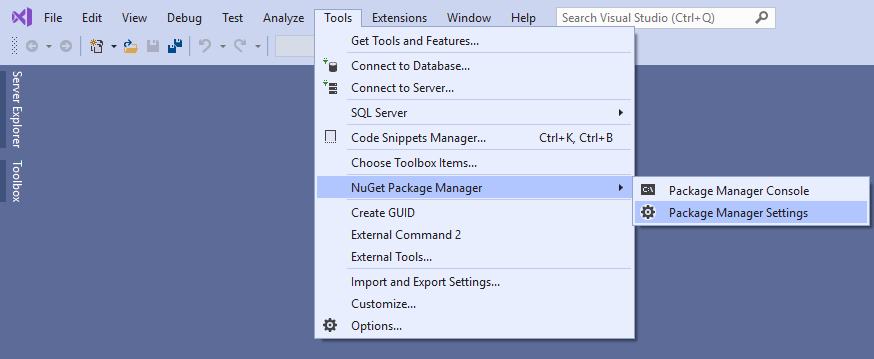 File Edit View Debug Test Analyze Tools Extensions Window Help Search Visual Studio (Ctrl+Q)
Get Tools and Features...
Connect to Database...
Connect to Server...
SQL Server
Code Snippets Manager... Ctrl+K, Ctrl+B
Choose Toolbox Items...
NuGet Package Manager
Package Manager Console
Package Manager Settings
Create GUID
External Command 2
External Tools...
Import and Export Settings...
Customize...
Options...
Server Explorer
Toolbox